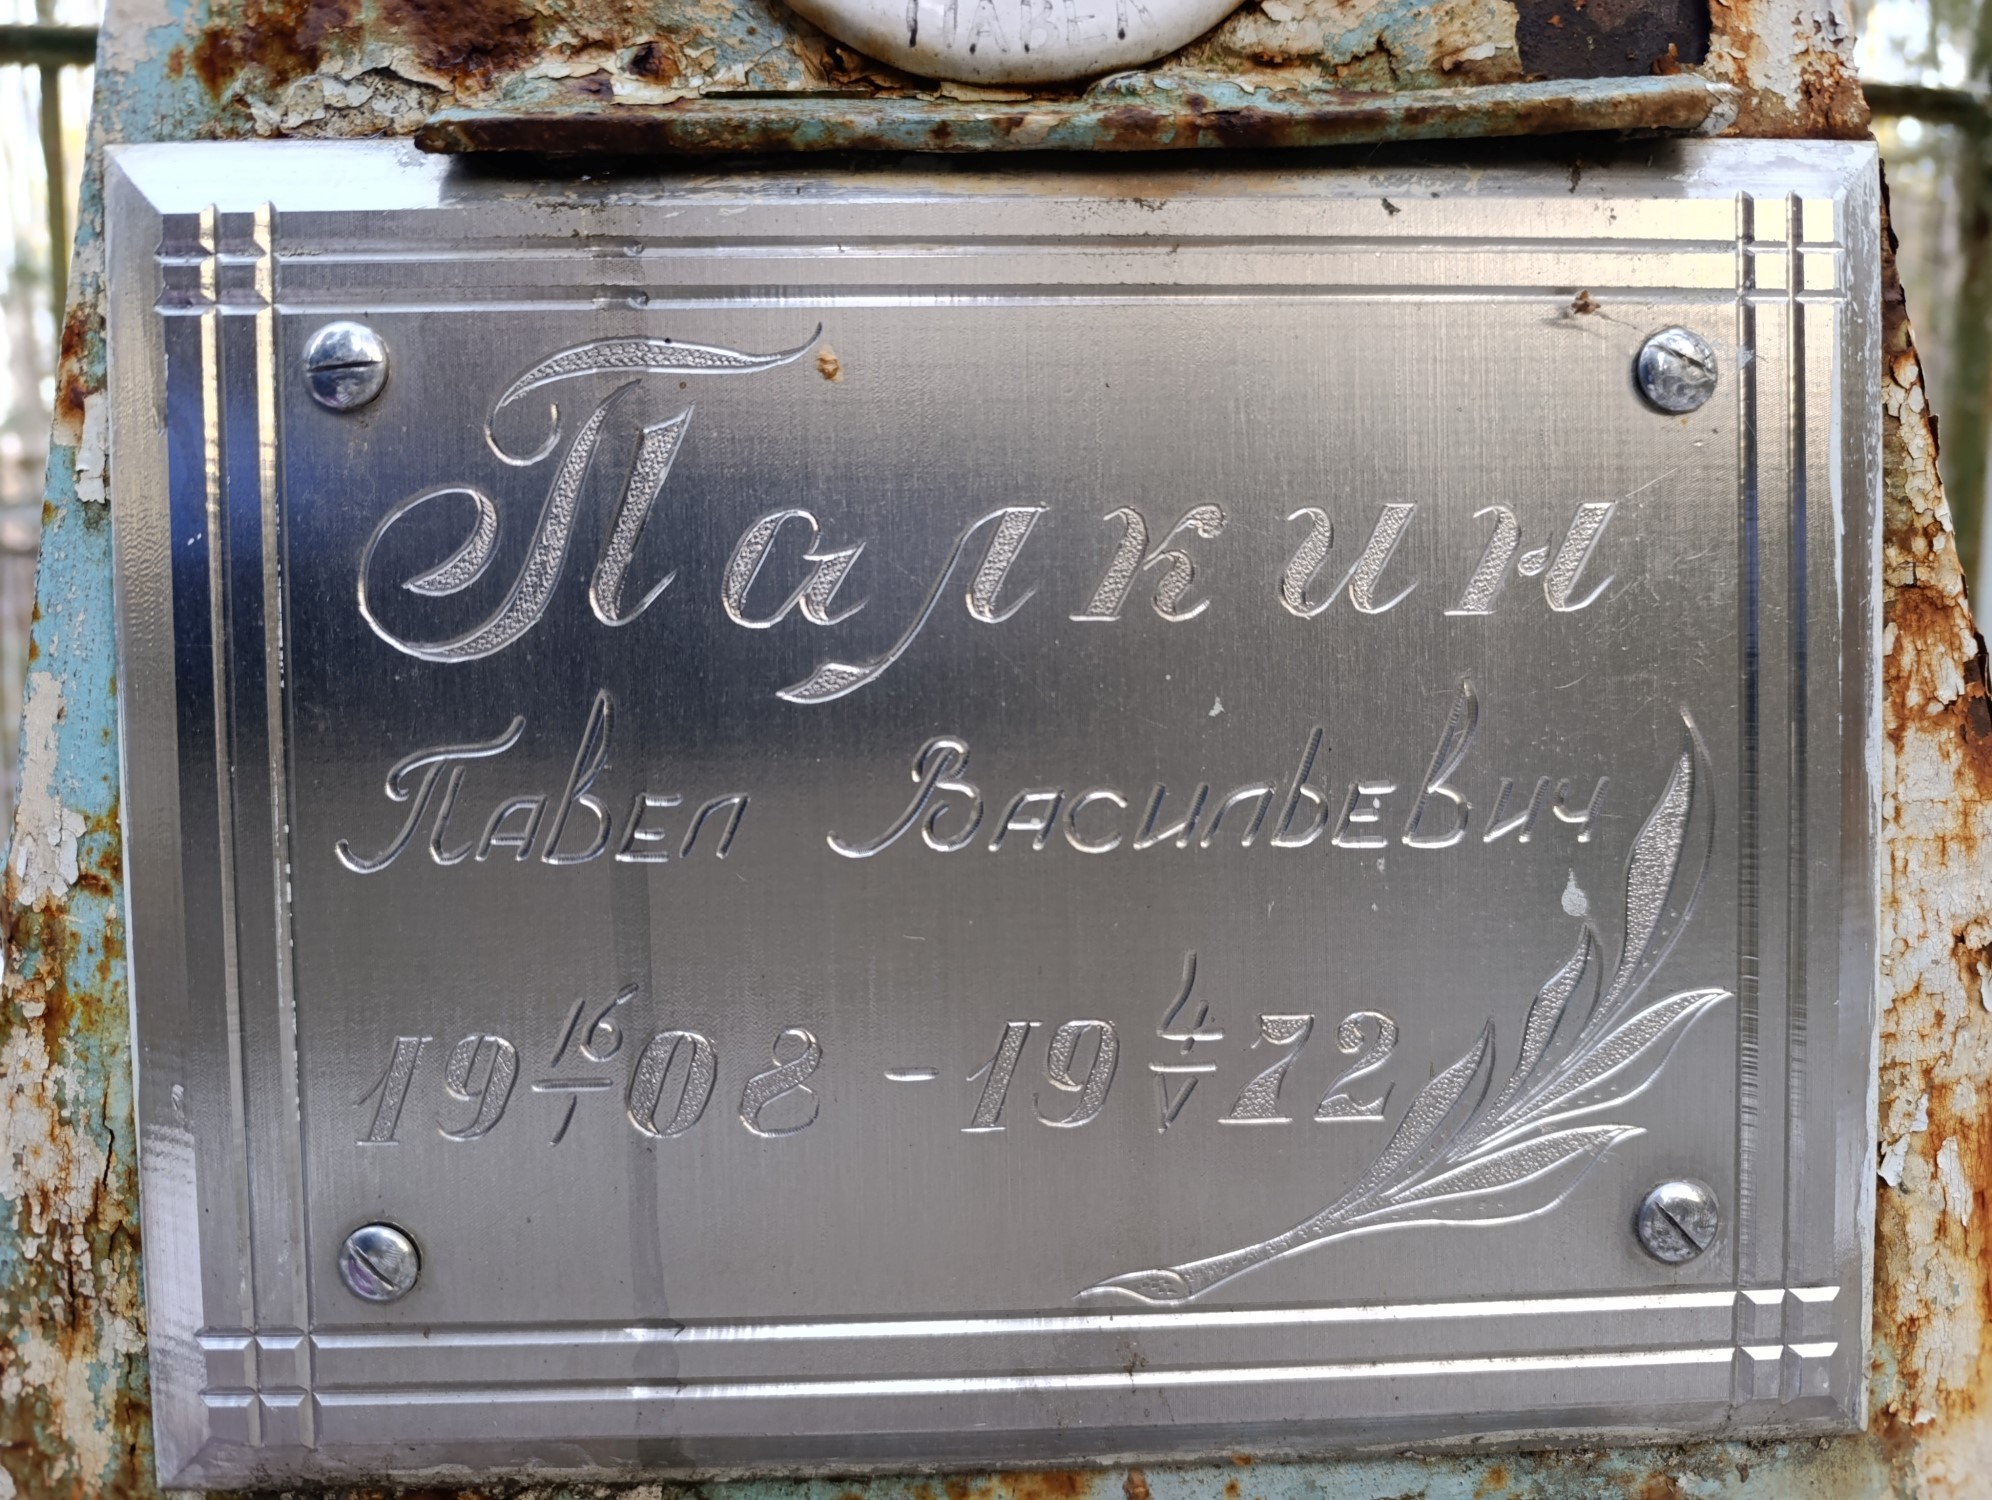 ПАВЕЛ
Палкин
Павел Васильевич
19 16/I 08 - 19 4/V 72